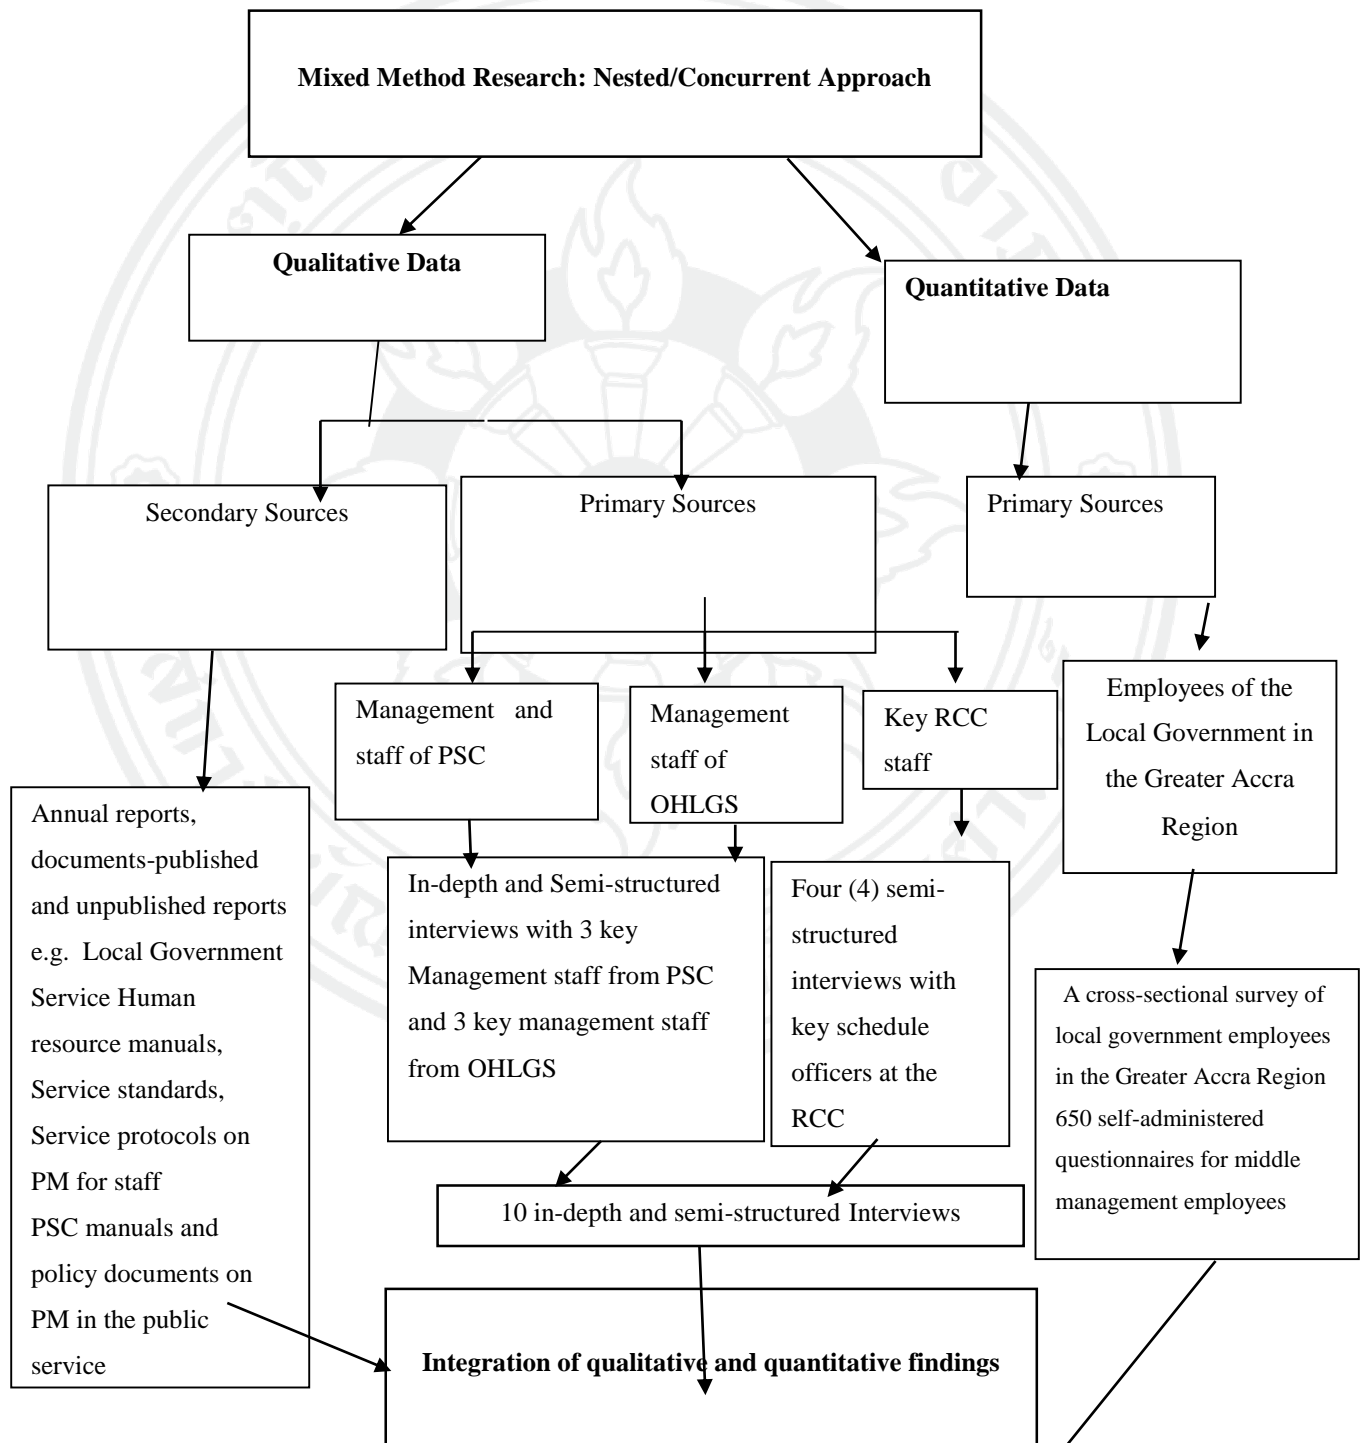 Mixed Method Research: Nested/Concurrent Approach
Qualitative Data
Quantitative Data
Secondary Sources
Primary Sources
Primary Sources
Management and
staff of PSC
Management
staff of
OHLGS
Key RCC
staff
Employees of the
Local Government in
the Greater Accra
Region
Annual reports,
documents-published
and unpublished reports
e.g. Local Government
Service Human
resource manuals,
Service standards,
Service protocols on
PM for staff
PSC manuals and
policy documents on
PM in the public
service
In-depth and Semi-structured
interviews with 3 key
Management staff from PSC
and 3 key management staff
from OHLGS
Four (4) semi-
structured
interviews with
key schedule
officers at the
RCC
A cross-sectional survey of
local government employees
in the Greater Accra Region
650 self-administered
questionnaires for middle
management employees
10 in-depth and semi-structured Interviews
Integration of qualitative and quantitative findings